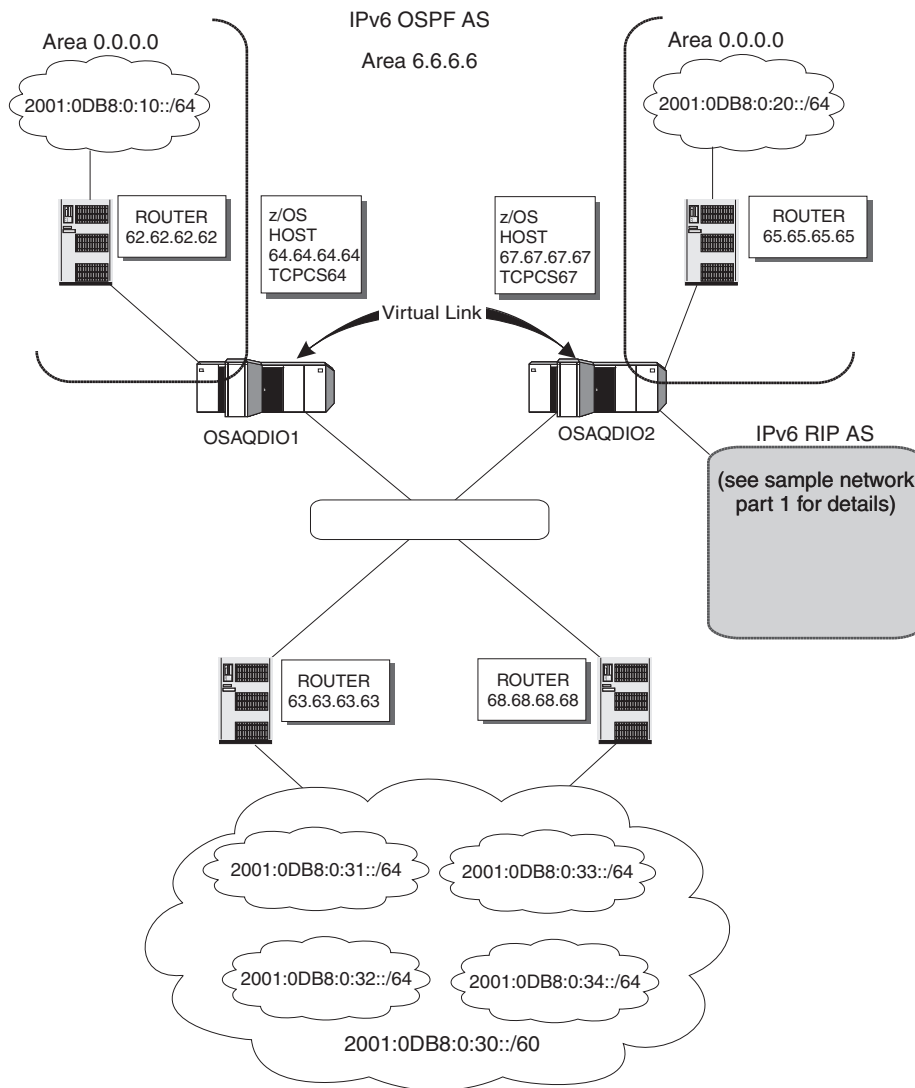 IPv6 OSPF AS
Area 6.6.6.6
Area 0.0.0.0
2001:0DB8:0:10::/64
Area 0.0.0.0
2001:0DB8:0:20::/64
ROUTER
62.62.62.62
z/OS
HOST
64.64.64.64
TCPCS64
z/OS
HOST
67.67.67.67
TCPCS67
ROUTER
65.65.65.65
Virtual Link
OSAQDIO1
OSAQDIO2
IPv6 RIP AS
(see sample network
part 1 for details)
ROUTER
63.63.63.63
ROUTER
68.68.68.68
2001:0DB8:0:31::/64
2001:0DB8:0:33::/64
2001:0DB8:0:32::/64
2001:0DB8:0:34::/64
2001:0DB8:0:30::/60